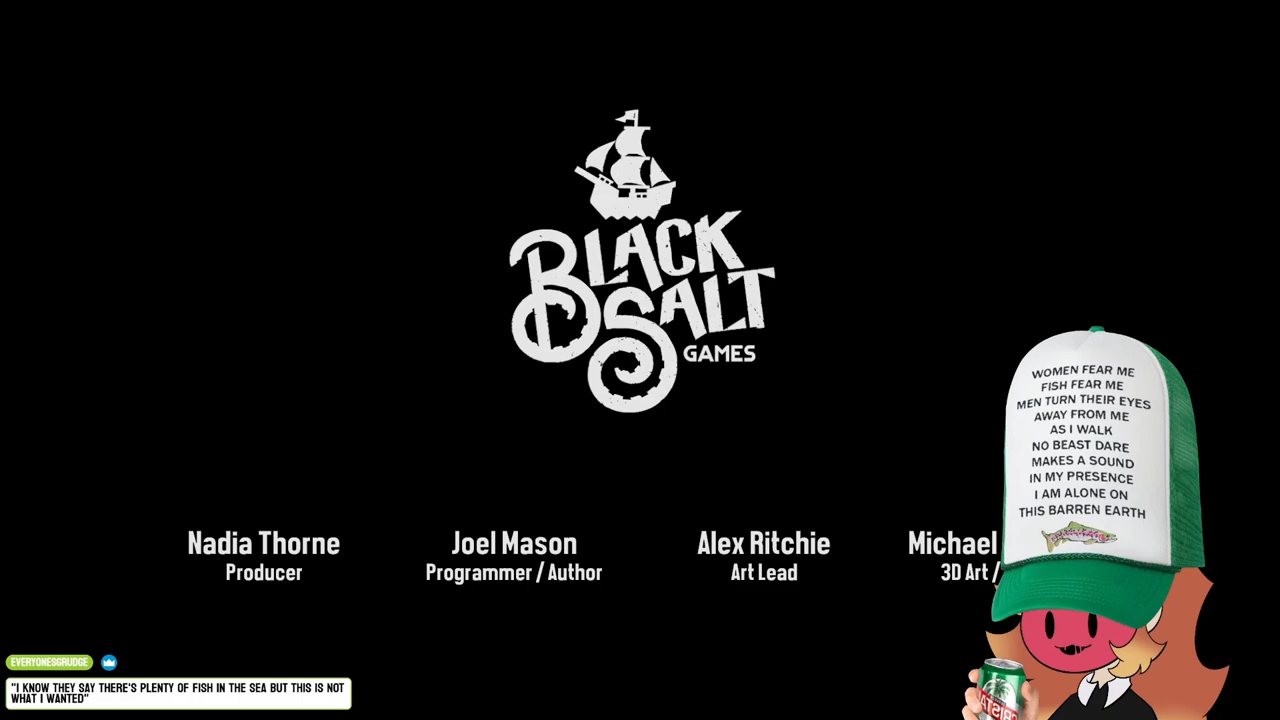 BLACK
SALT
GAMES
WOMEN FEAR ME
FISH FEAR ME
MEN TURN THEIR EYES
AWAY FROM ME
AS I WALK
NO BEAST DARE
MAKES A SOUND
IN MY PRESENCE
I AM ALONE ON
THIS BARREN EARTH
Nadia Thorne
Producer
Joel Mason
Programmer / Author
Alex Ritchie
Art Lead
Michael
3D Art /
EVERYONESGRUDGE
"I KNOW THEY SAY THERE'S PLENTY OF FISH IN THE SEA BUT THIS IS NOT
WHAT I WANTED"